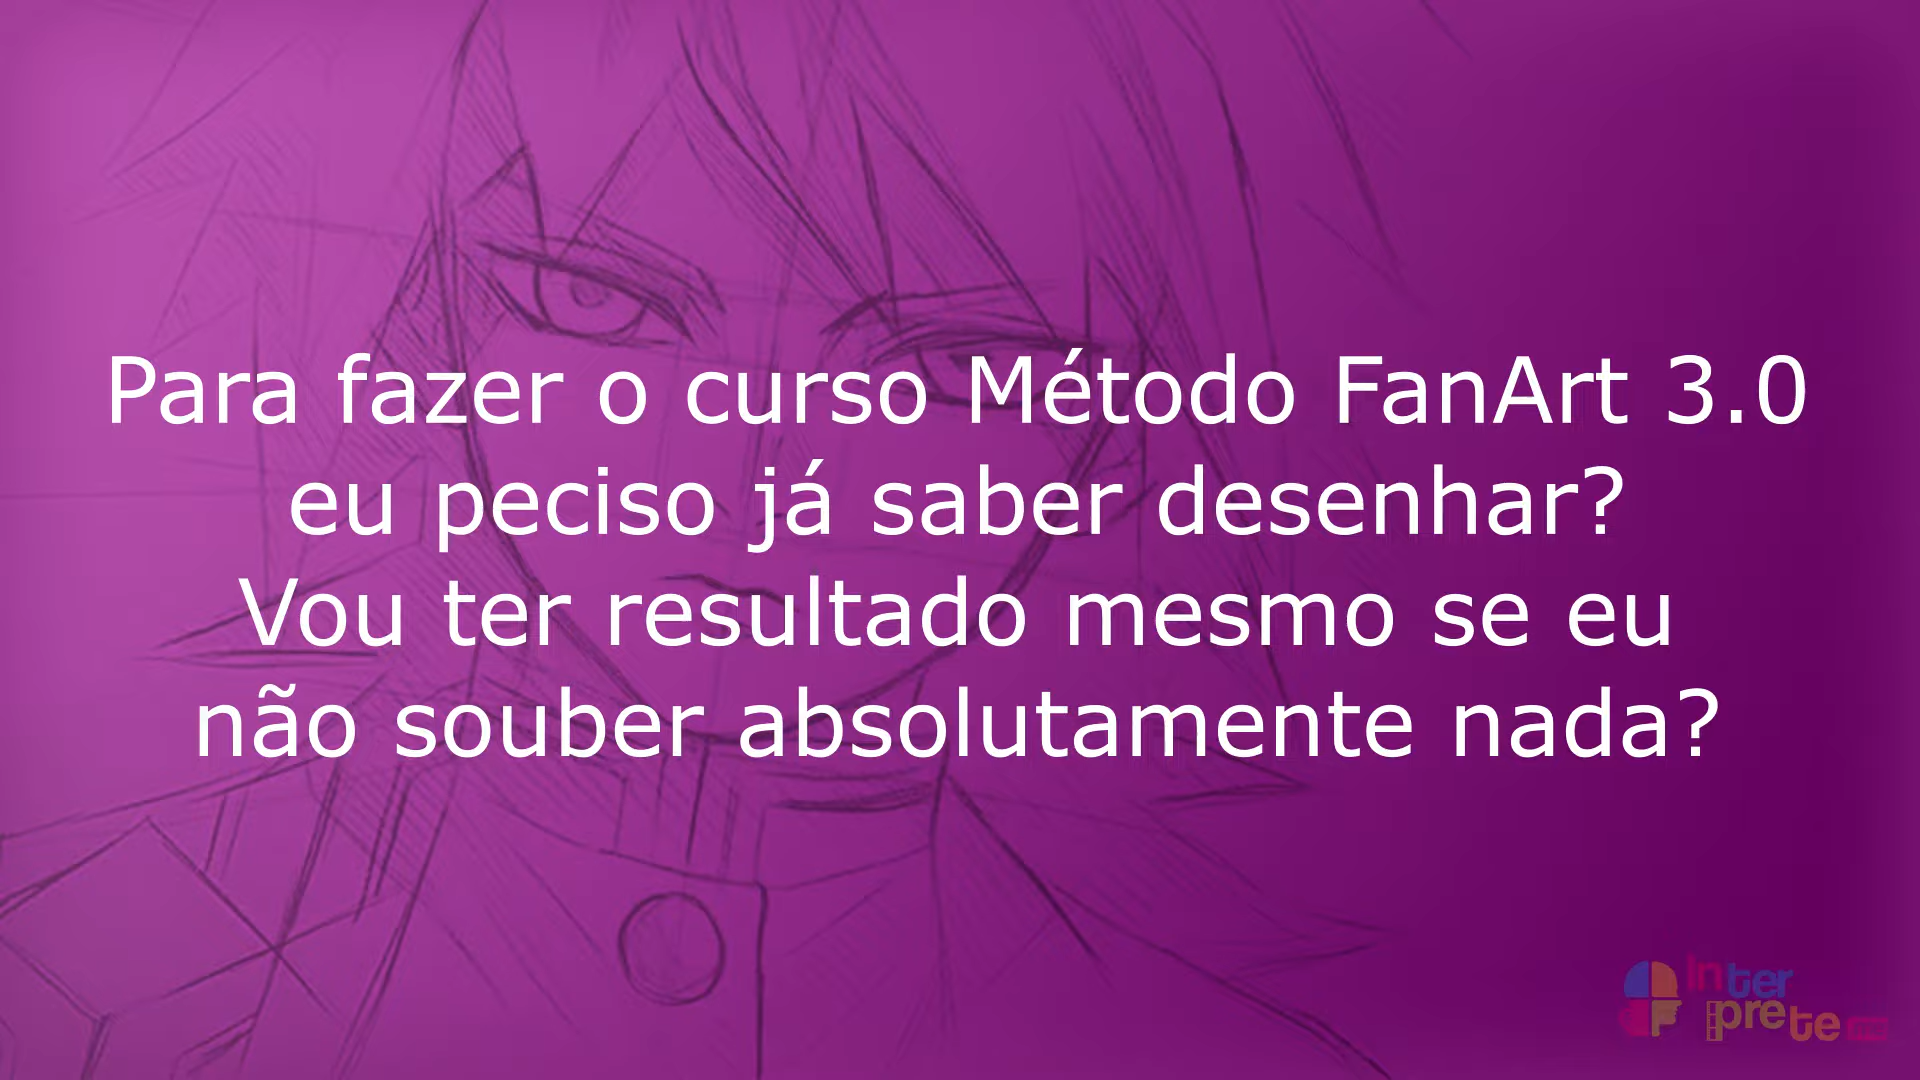 Para fazer o curso Método FanArt 3.0
eu peciso já saber desenhar?
Vou ter resultado mesmo se eu
não souber absolutamente nada?
Inter
prete